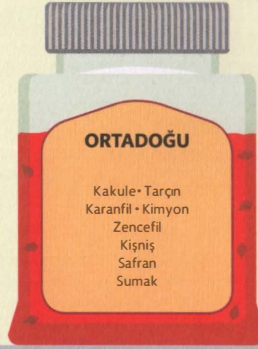 ORTADOĞU
Kakule • Tarçın
Karanfil • Kimyon
Zencefil
Kişniş
Safran
Sumak